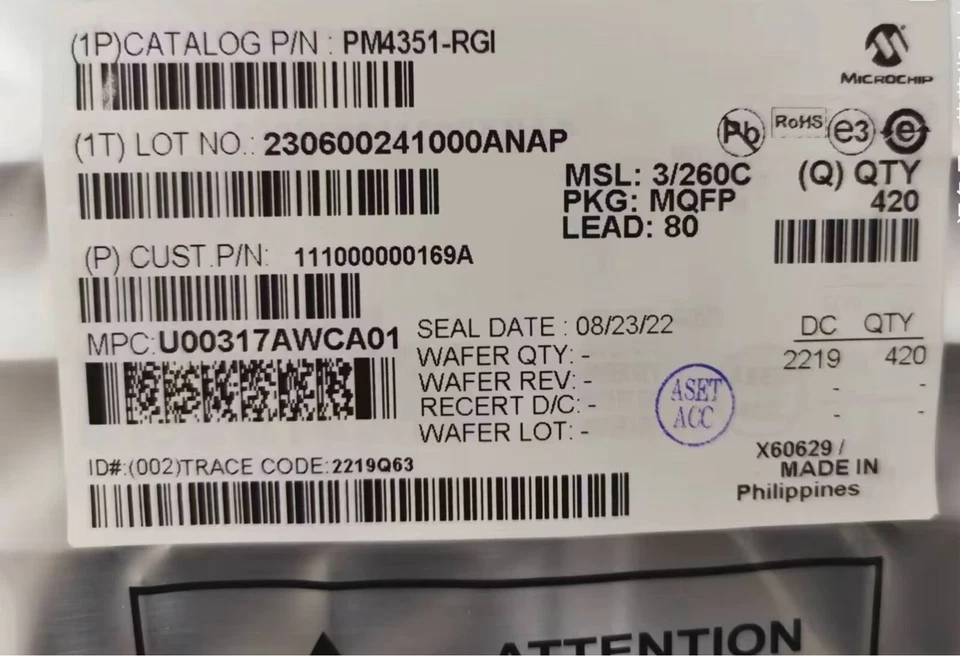 (1P)CATALOG P/N : PM4351-RGI
MICROCHIP
(1T) LOT NO.: 230600241000ANAP
Pb
RoHS
e3
e
MSL: 3/260C
PKG: MQFP
LEAD: 80
(Q) QTY
420
(P) CUST.P/N: 111000000169A
MPC:U00317AWCA01
SEAL DATE : 08/23/22
WAFER QTY: -
WAFER REV: -
RECERT D/C: -
WAFER LOT: -
ASET
ACC
DC QTY
2219 420
- -
- -
X60629 /
MADE IN
Philippines
ID#:(002)TRACE CODE:2219Q63
ATTENTION